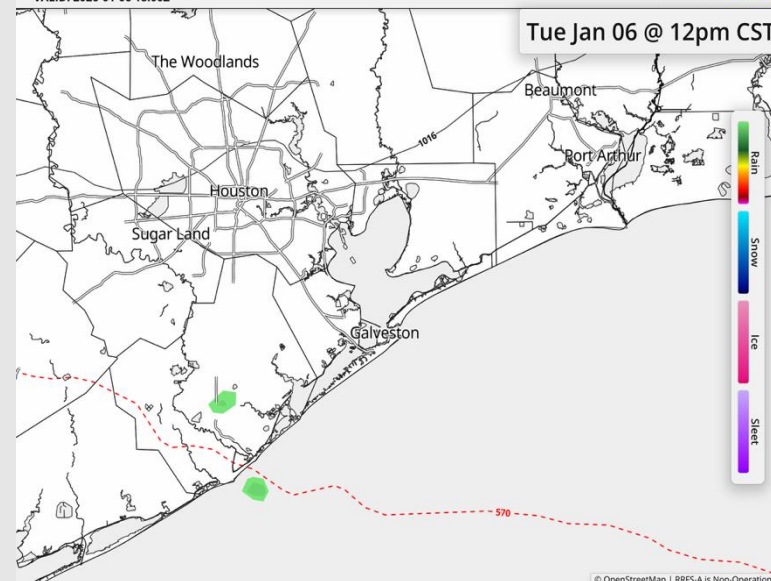 Tue Jan 06 @ 12pm CST
The Woodlands
Beaumont
1016
Port Arthur
Rain
Houston
Snow
Sugar Land
Ice
Galveston
Sleet
570
© OpenStreetMap | RRFS-A is Non-Operation